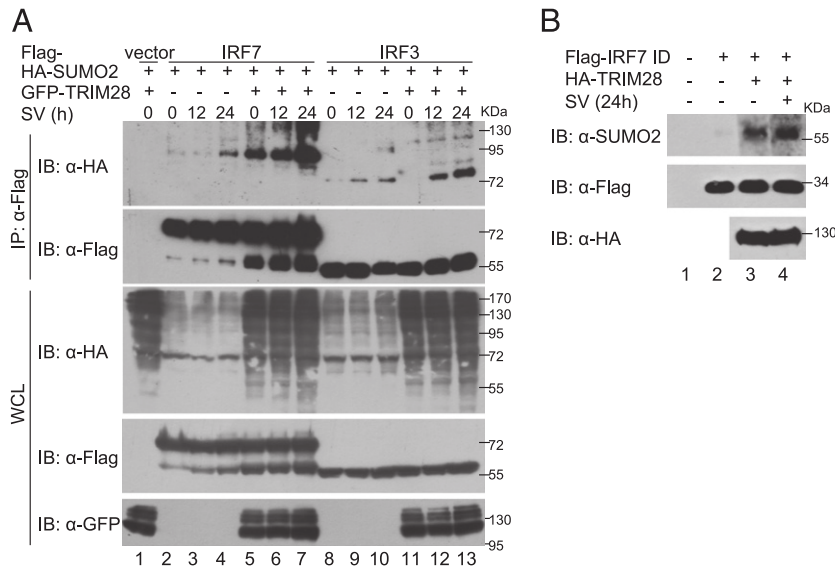 A
Flag- vector IRF7 IRF3
HA-SUMO2 + + + + + + + + + + + + +
GFP-TRIM28 + - - - + + + - - - + + +
SV (h) 0 0 12 24 0 12 24 0 12 24 0 12 24 KDa
IP: α-Flag
IB: α-HA
130
95
72
IB: α-Flag
72
55
WCL
IB: α-HA
170
130
95
72
55
IB: α-Flag
72
55
IB: α-GFP
130
95
1 2 3 4 5 6 7 8 9 10 11 12 13
B
Flag-IRF7 ID - + + +
HA-TRIM28 - - + +
SV (24h) - - - + KDa
IB: α-SUMO2 55
IB: α-Flag 34
IB: α-HA 130
1 2 3 4